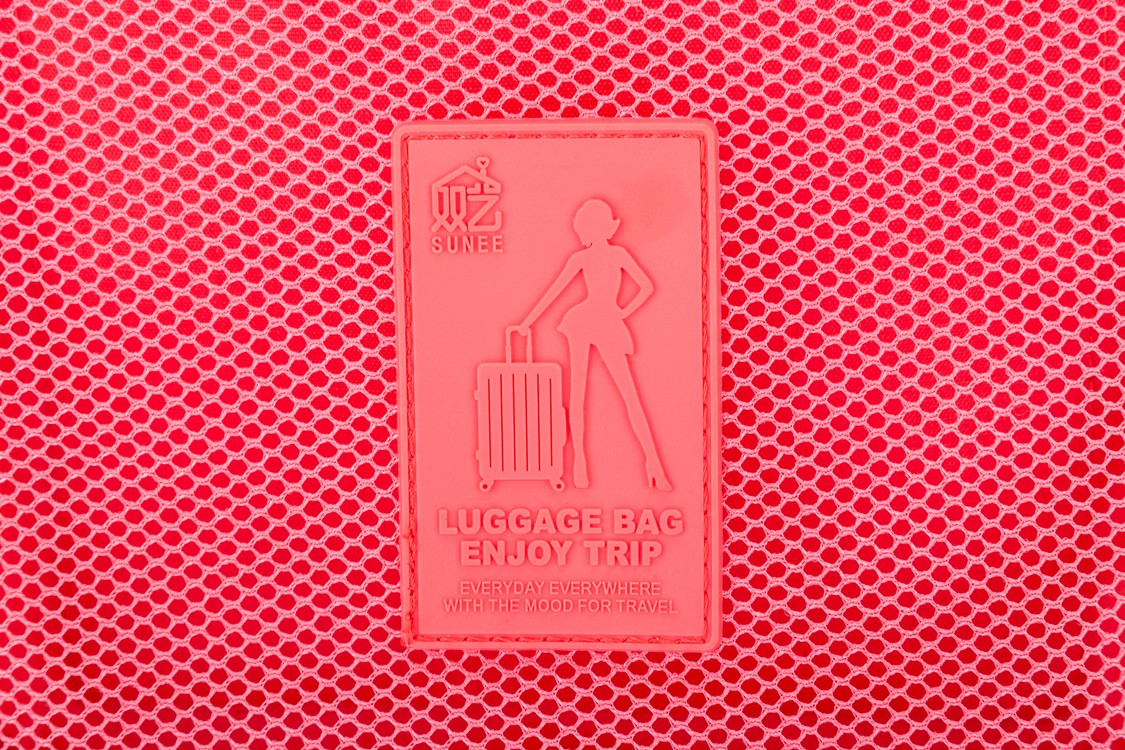 双艺
SUNEE
LUGGAGE BAG
ENJOY TRIP
EVERYDAY EVERYWHERE
WITH THE MOOD FOR TRAVEL